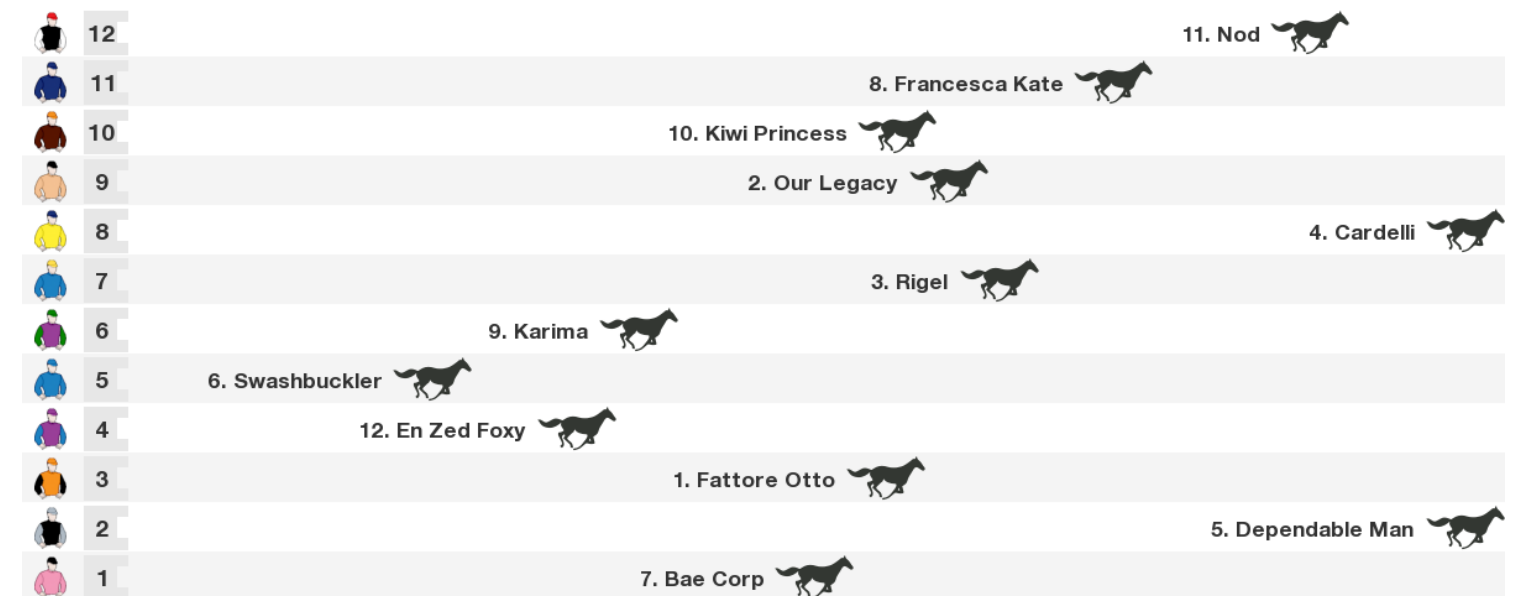 12 11. Nod
11 8. Francesca Kate
10 10. Kiwi Princess
9 2. Our Legacy
8 4. Cardelli
7 3. Rigel
6 9. Karima
5 6. Swashbuckler
4 12. En Zed Foxy
3 1. Fattore Otto
2 5. Dependable Man
1 7. Bae Corp